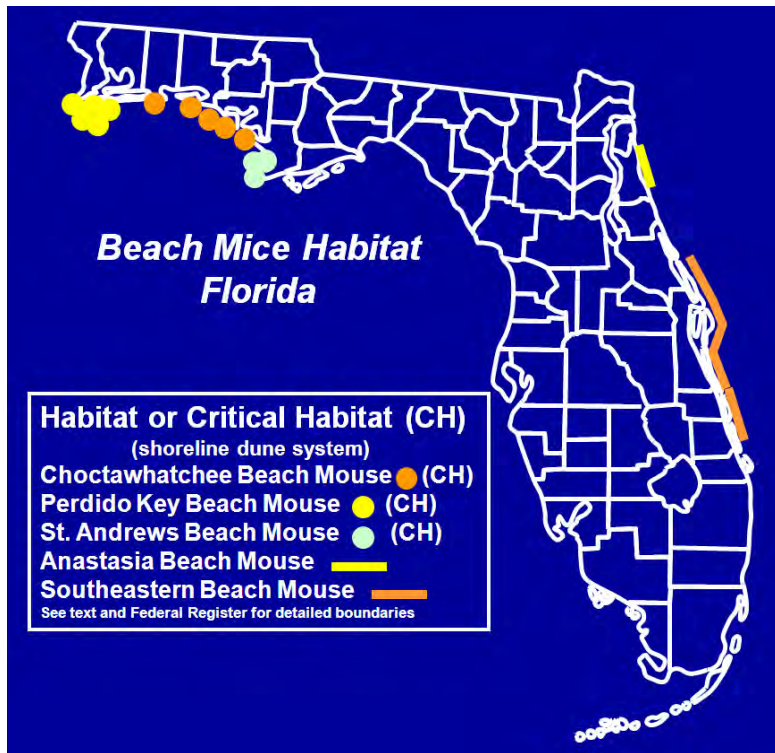 Beach Mice Habitat
Florida
Habitat or Critical Habitat (CH)
(shoreline dune system)
Choctawhatchee Beach Mouse (CH)
Perdido Key Beach Mouse (CH)
St. Andrews Beach Mouse (CH)
Anastasia Beach Mouse
Southeastern Beach Mouse
See text and Federal Register for detailed boundaries